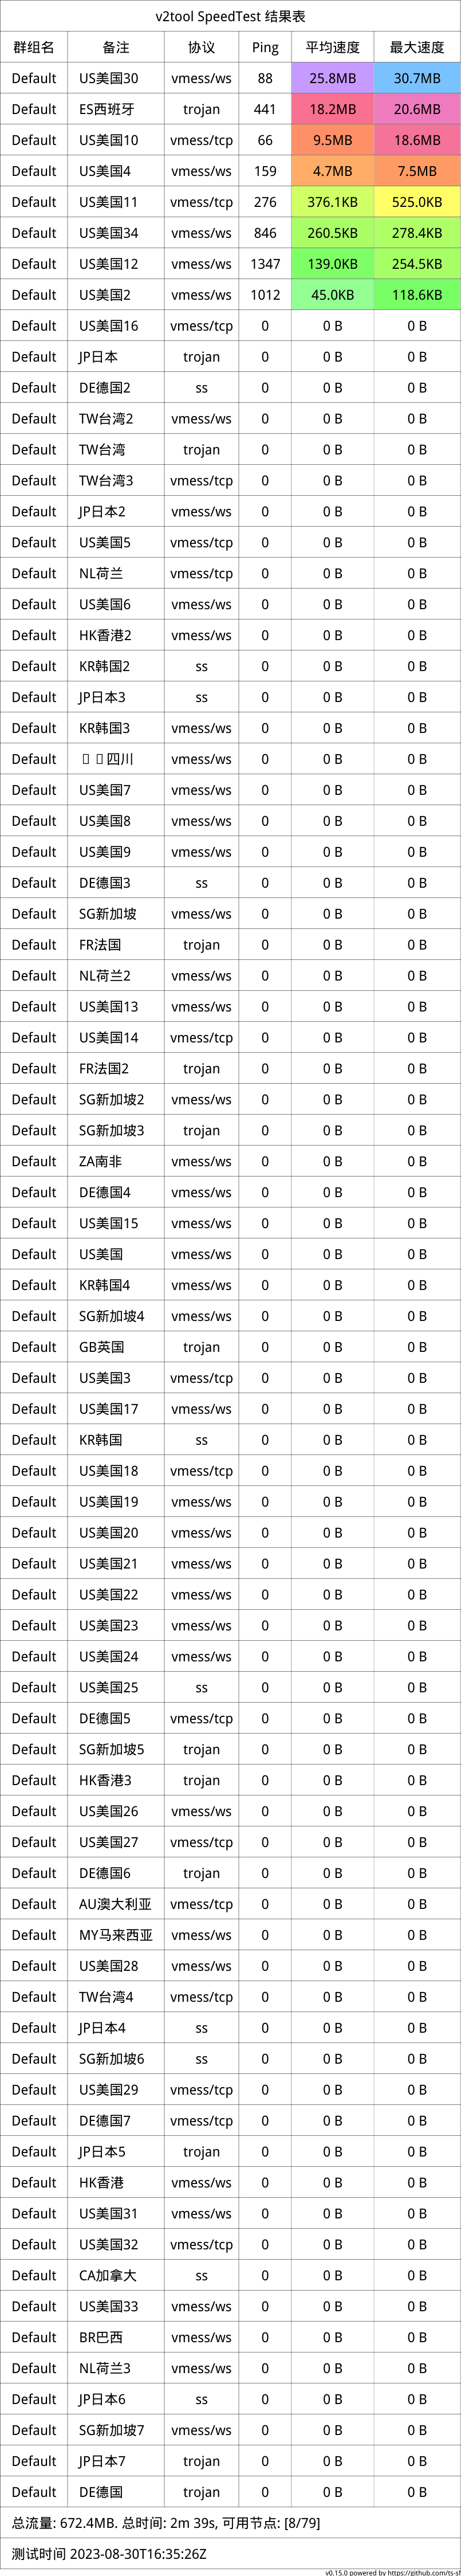 v2tool SpeedTest 结果表
群组名 备注 协议 Ping 平均速度 最大速度
Default US美国30 vmess/ws 88 25.8MB 30.7MB
Default ES西班牙 trojan 441 18.2MB 20.6MB
Default US美国10 vmess/tcp 66 9.5MB 18.6MB
Default US美国4 vmess/ws 159 4.7MB 7.5MB
Default US美国11 vmess/tcp 276 376.1KB 525.0KB
Default US美国34 vmess/ws 846 260.5KB 278.4KB
Default US美国12 vmess/ws 1347 139.0KB 254.5KB
Default US美国2 vmess/ws 1012 45.0KB 118.6KB
Default US美国16 vmess/tcp 0 0 B 0 B
Default JP日本 trojan 0 0 B 0 B
Default DE德国2 ss 0 0 B 0 B
Default TW台湾2 vmess/ws 0 0 B 0 B
Default TW台湾 trojan 0 0 B 0 B
Default TW台湾3 vmess/tcp 0 0 B 0 B
Default JP日本2 vmess/ws 0 0 B 0 B
Default US美国5 vmess/tcp 0 0 B 0 B
Default NL荷兰 vmess/tcp 0 0 B 0 B
Default US美国6 vmess/ws 0 0 B 0 B
Default HK香港2 vmess/ws 0 0 B 0 B
Default KR韩国2 ss 0 0 B 0 B
Default JP日本3 ss 0 0 B 0 B
Default KR韩国3 vmess/ws 0 0 B 0 B
Default 四川 vmess/ws 0 0 B 0 B
Default US美国7 vmess/ws 0 0 B 0 B
Default US美国8 vmess/ws 0 0 B 0 B
Default US美国9 vmess/ws 0 0 B 0 B
Default DE德国3 ss 0 0 B 0 B
Default SG新加坡 vmess/ws 0 0 B 0 B
Default FR法国 trojan 0 0 B 0 B
Default NL荷兰2 vmess/ws 0 0 B 0 B
Default US美国13 vmess/ws 0 0 B 0 B
Default US美国14 vmess/tcp 0 0 B 0 B
Default FR法国2 trojan 0 0 B 0 B
Default SG新加坡2 vmess/ws 0 0 B 0 B
Default SG新加坡3 trojan 0 0 B 0 B
Default ZA南非 vmess/ws 0 0 B 0 B
Default DE德国4 vmess/ws 0 0 B 0 B
Default US美国15 vmess/ws 0 0 B 0 B
Default US美国 vmess/ws 0 0 B 0 B
Default KR韩国4 vmess/ws 0 0 B 0 B
Default SG新加坡4 vmess/ws 0 0 B 0 B
Default GB英国 trojan 0 0 B 0 B
Default US美国3 vmess/tcp 0 0 B 0 B
Default US美国17 vmess/ws 0 0 B 0 B
Default KR韩国 ss 0 0 B 0 B
Default US美国18 vmess/tcp 0 0 B 0 B
Default US美国19 vmess/ws 0 0 B 0 B
Default US美国20 vmess/ws 0 0 B 0 B
Default US美国21 vmess/ws 0 0 B 0 B
Default US美国22 vmess/ws 0 0 B 0 B
Default US美国23 vmess/ws 0 0 B 0 B
Default US美国24 vmess/ws 0 0 B 0 B
Default US美国25 ss 0 0 B 0 B
Default DE德国5 vmess/tcp 0 0 B 0 B
Default SG新加坡5 trojan 0 0 B 0 B
Default HK香港3 trojan 0 0 B 0 B
Default US美国26 vmess/ws 0 0 B 0 B
Default US美国27 vmess/tcp 0 0 B 0 B
Default DE德国6 trojan 0 0 B 0 B
Default AU澳大利亚 vmess/tcp 0 0 B 0 B
Default MY马来西亚 vmess/ws 0 0 B 0 B
Default US美国28 vmess/ws 0 0 B 0 B
Default TW台湾4 vmess/tcp 0 0 B 0 B
Default JP日本4 ss 0 0 B 0 B
Default SG新加坡6 ss 0 0 B 0 B
Default US美国29 vmess/tcp 0 0 B 0 B
Default DE德国7 vmess/tcp 0 0 B 0 B
Default JP日本5 trojan 0 0 B 0 B
Default HK香港 vmess/ws 0 0 B 0 B
Default US美国31 vmess/ws 0 0 B 0 B
Default US美国32 vmess/tcp 0 0 B 0 B
Default CA加拿大 ss 0 0 B 0 B
Default US美国33 vmess/ws 0 0 B 0 B
Default BR巴西 vmess/ws 0 0 B 0 B
Default NL荷兰3 vmess/ws 0 0 B 0 B
Default JP日本6 ss 0 0 B 0 B
Default SG新加坡7 vmess/ws 0 0 B 0 B
Default JP日本7 trojan 0 0 B 0 B
Default DE德国 trojan 0 0 B 0 B
总流量: 672.4MB. 总时间: 2m 39s, 可用节点: [8/79]
测试时间 2023-08-30T16:35:26Z
v0.15.0 powered by https://github.com/ts-sf